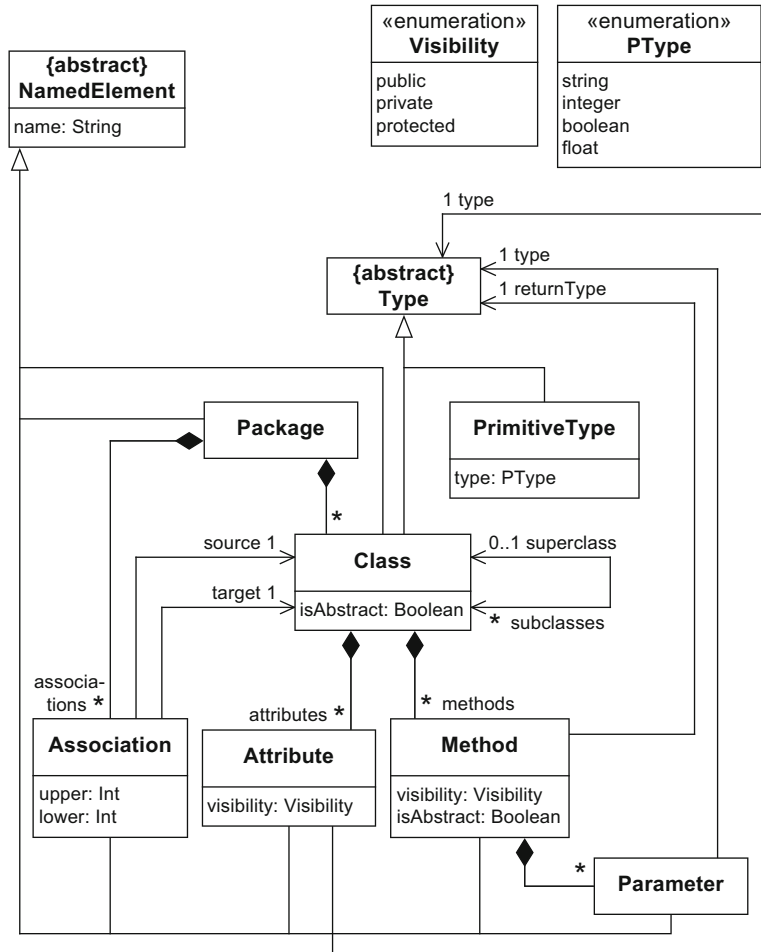 «enumeration»
Visibility
public
private
protected
«enumeration»
PType
string
integer
boolean
float
{abstract}
NamedElement
name: String
1 type
{abstract}
Type
1 type
1 returnType
Package
PrimitiveType
type: PType
*
source 1
target 1
Class
isAbstract: Boolean
0..1 superclass
* subclasses
associa-
tions *
attributes *
* methods
Association
upper: Int
lower: Int
Attribute
visibility: Visibility
Method
visibility: Visibility
isAbstract: Boolean
*
Parameter